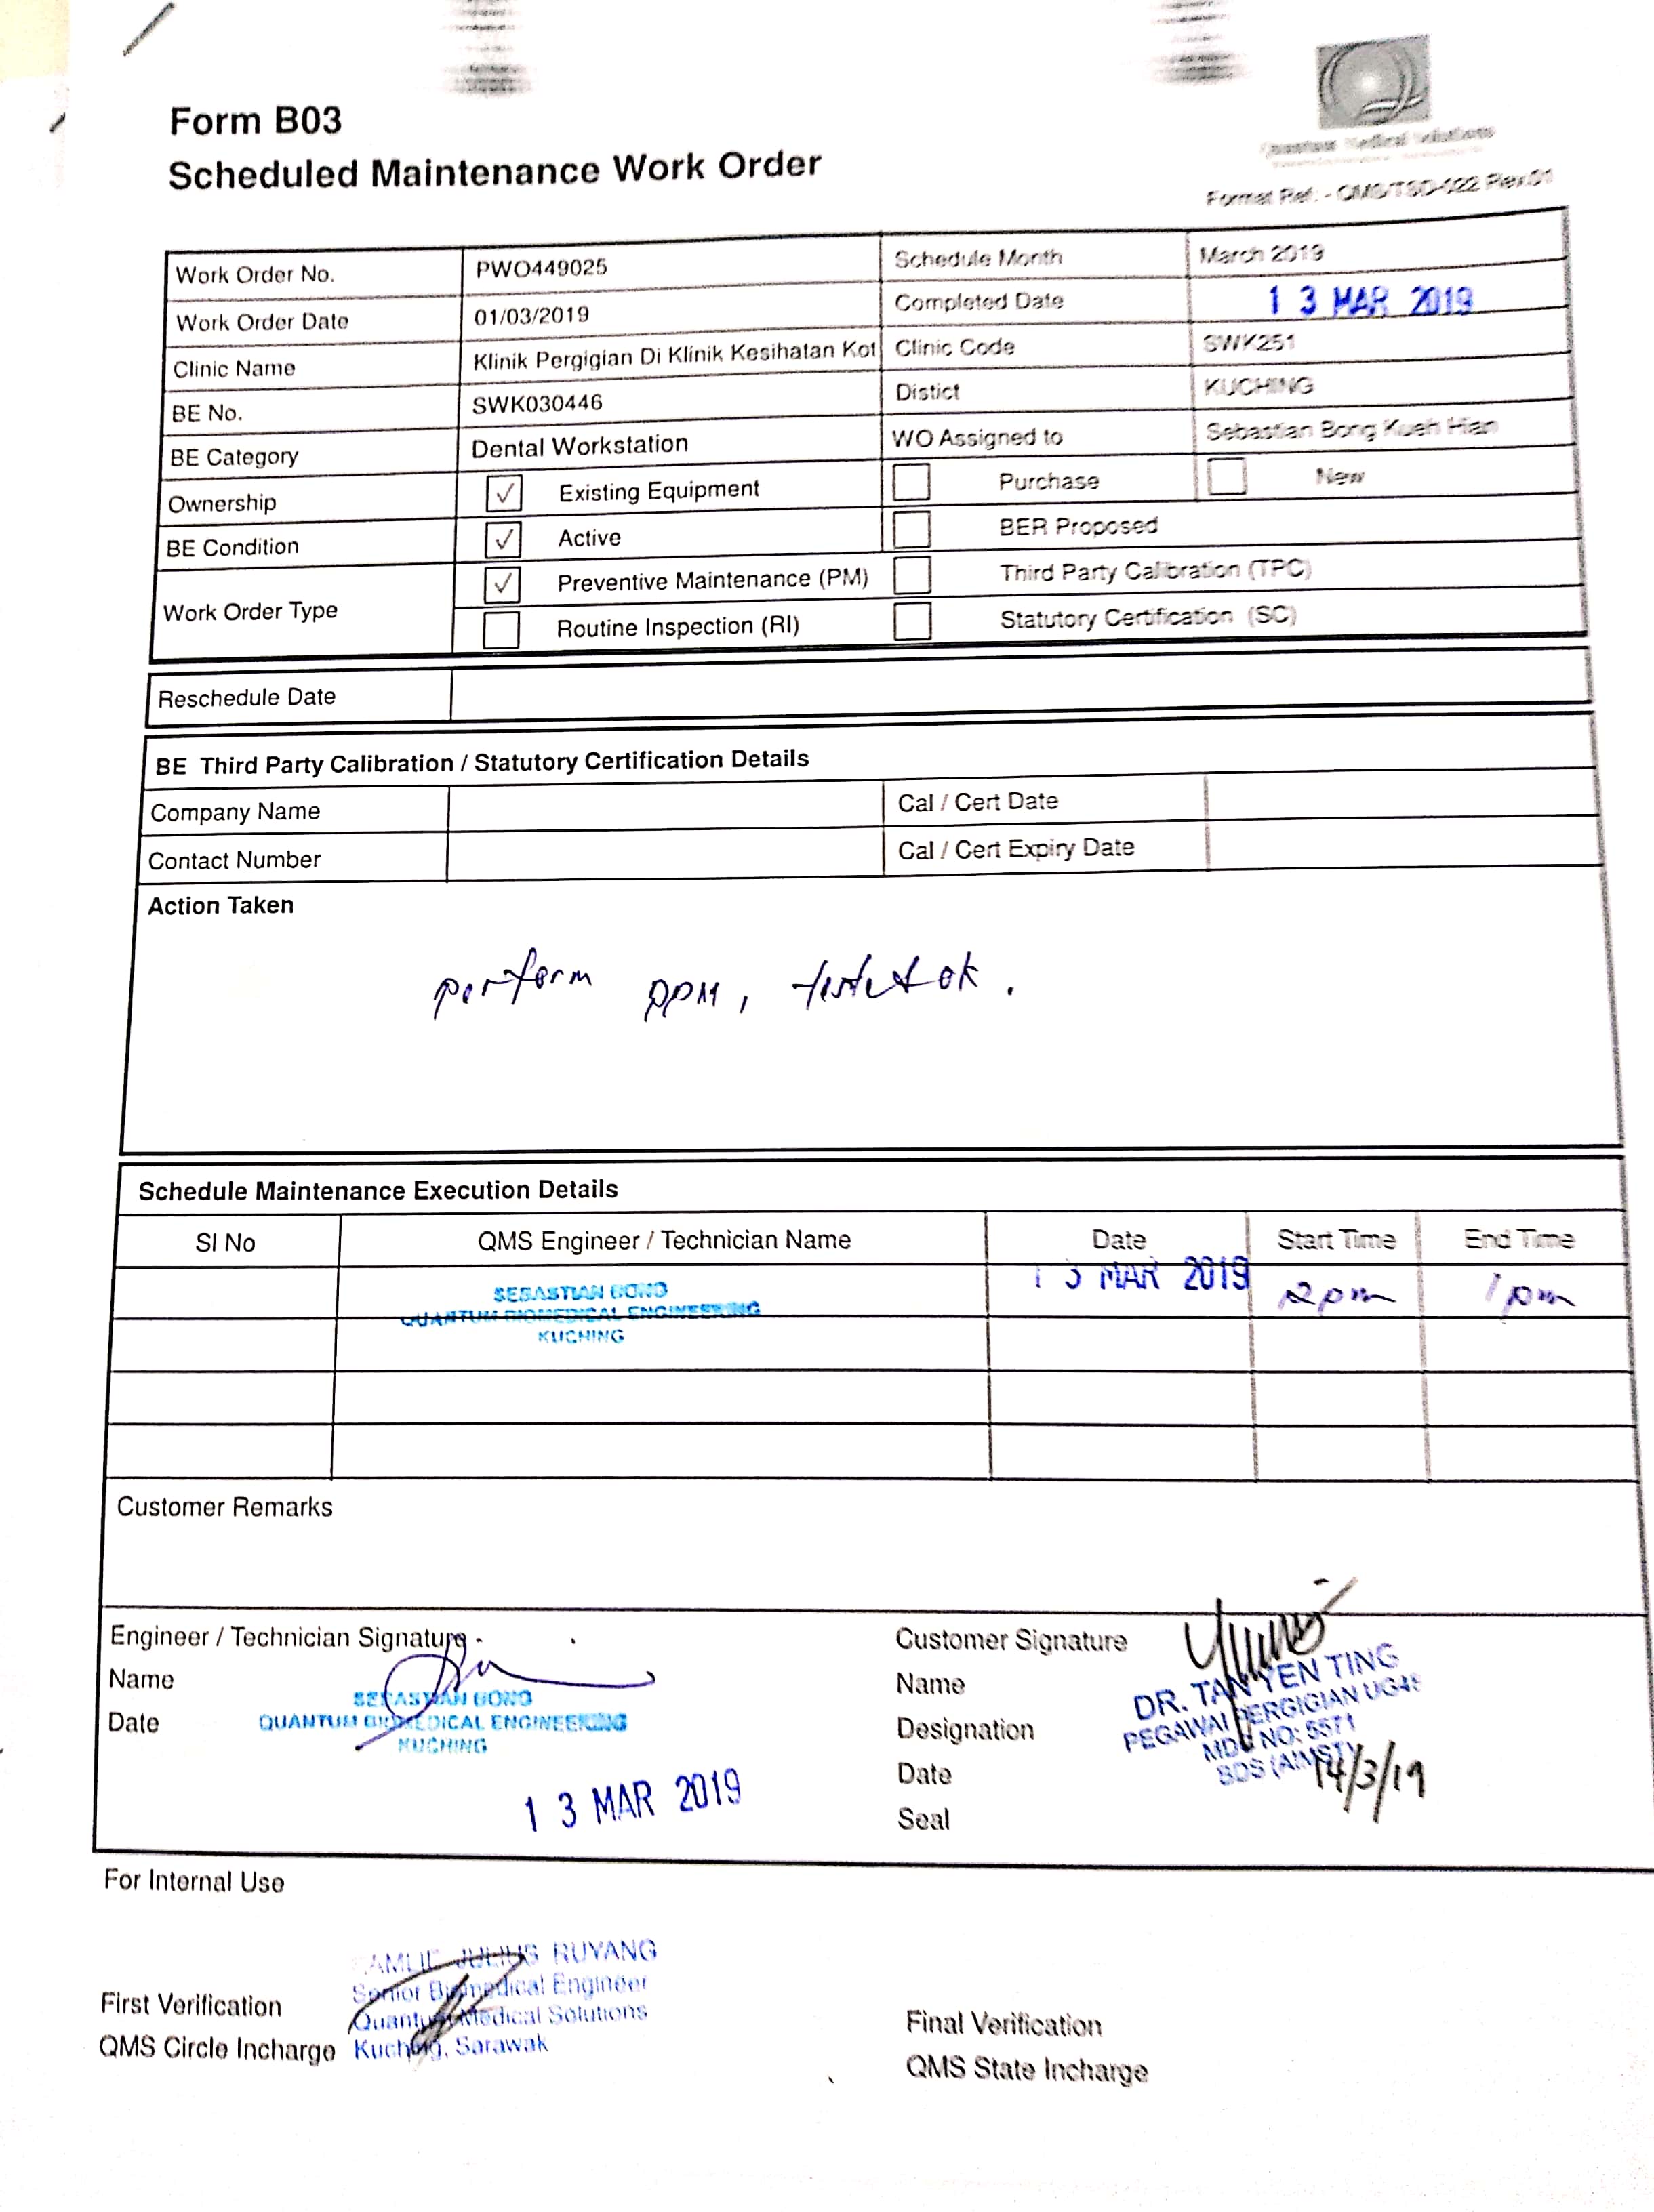 Form B03
Scheduled Maintenance Work Order
Quantum Medical Solutions
Format Ref. - QMS/TSD-022 Rev.01
Work Order No. PWO449025 Schedule Month March 2019
Work Order Date 01/03/2019 Completed Date 13 MAR 2019
Clinic Name Klinik Pergigian Di Klinik Kesihatan Kot Clinic Code SWK251
BE No. SWK030446 Distict KUCHING
BE Category Dental Workstation WO Assigned to Sebastian Bong Kueh Hian
Ownership ✓ Existing Equipment Purchase New
BE Condition ✓ Active BER Proposed
Work Order Type ✓ Preventive Maintenance (PM) Third Party Calibration (TPC)
Routine Inspection (RI) Statutory Certification (SC)
Reschedule Date
BE Third Party Calibration / Statutory Certification Details
Company Name Cal / Cert Date
Contact Number Cal / Cert Expiry Date
Action Taken
perform PPM, tested ok.
Schedule Maintenance Execution Details
SI No QMS Engineer / Technician Name Date Start Time End Time
SEBASTIAN BONG 13 MAR 2019 2pm 1pm
QUANTUM BIOMEDICAL ENGINEERING
KUCHING
Customer Remarks
Engineer / Technician Signature
Name
Date
SEBASTIAN BONG
QUANTUM BIOMEDICAL ENGINEERING
KUCHING
13 MAR 2019
Customer Signature
Name
Designation
Date
Seal
DR. TAN YEN TING
PEGAWAI PERGIGIAN UG48
MDC NO: 5571
BDS (AIMST)
14/3/19
For Internal Use
First Verification
QMS Circle Incharge
JULIUS RUYANG
Senior Biomedical Engineer
Quantum Medical Solutions
Kuching, Sarawak
Final Verification
QMS State Incharge